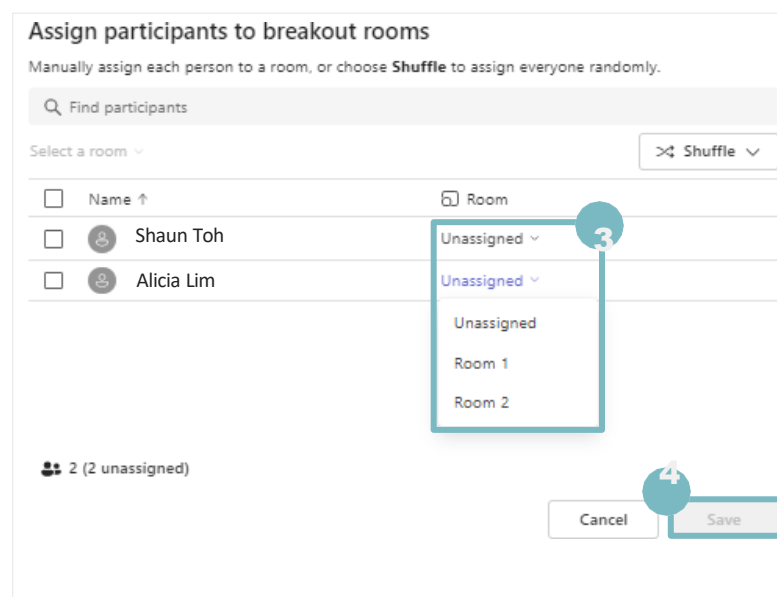 Assign participants to breakout rooms
Manually assign each person to a room, or choose Shuffle to assign everyone randomly.
Find participants
Select a room
Shuffle
Name ↑
Room
3
Shaun Toh
Unassigned
Alicia Lim
Unassigned
Unassigned
Room 1
Room 2
2 (2 unassigned)
4
Cancel
Save